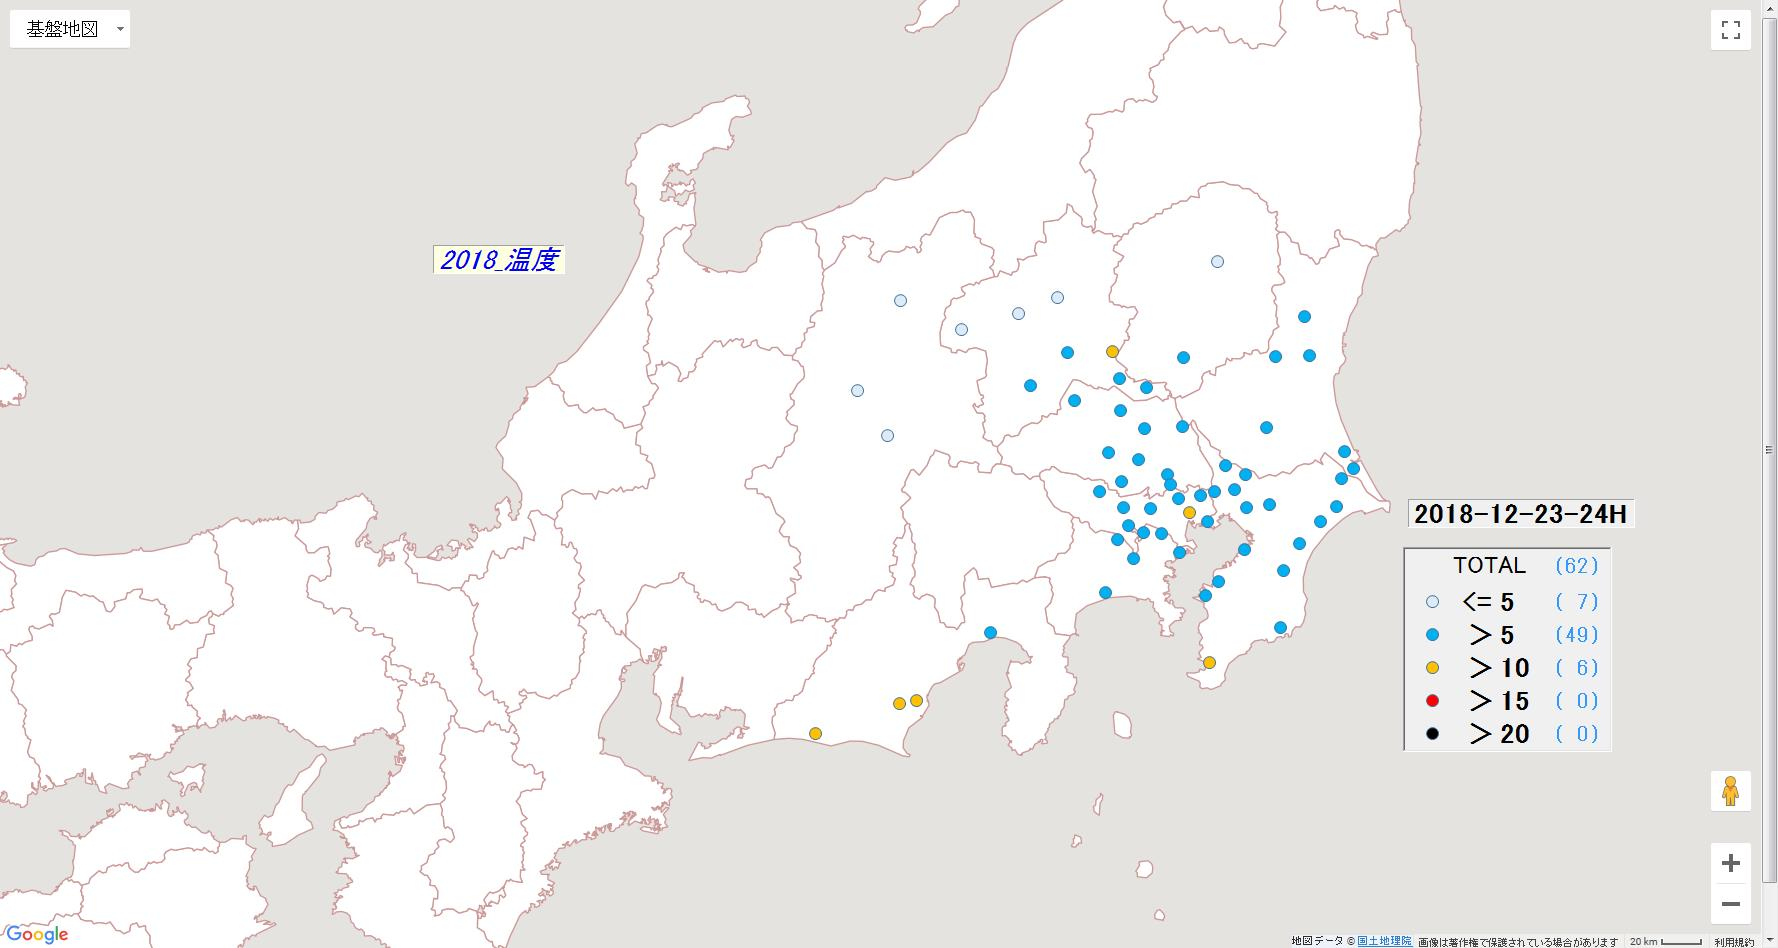 基盤地図
2018_温度
2018-12-23-24H
TOTAL (62)
<= 5 ( 7)
> 5 (49)
> 10 ( 6)
> 15 ( 0)
> 20 ( 0)
Google
地図データ © 国土地理院 画像は著作権で保護されている場合があります 20 km 利用規約